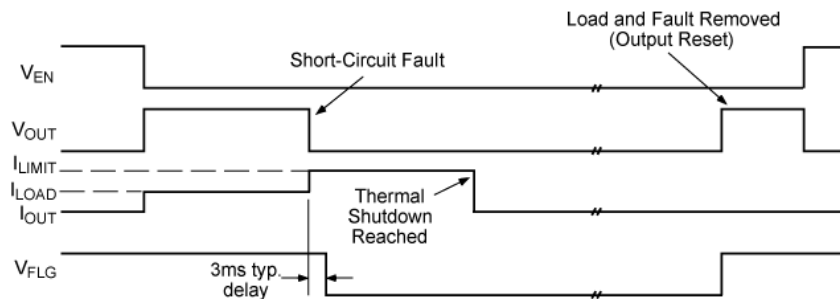 Load and Fault Removed
(Output Reset)
Short-Circuit Fault
VEN
VOUT
ILIMIT
ILOAD
IOUT
Thermal
Shutdown
Reached
VFLG
3ms typ.
delay